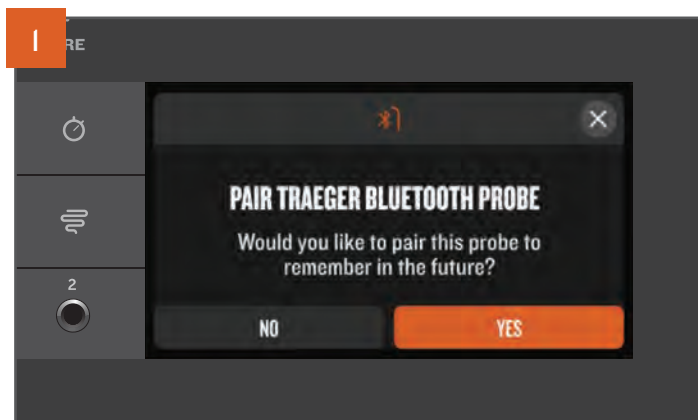 1
RE
PAIR TRAEGER BLUETOOTH PROBE
Would you like to pair this probe to
remember in the future?
2
NO
YES